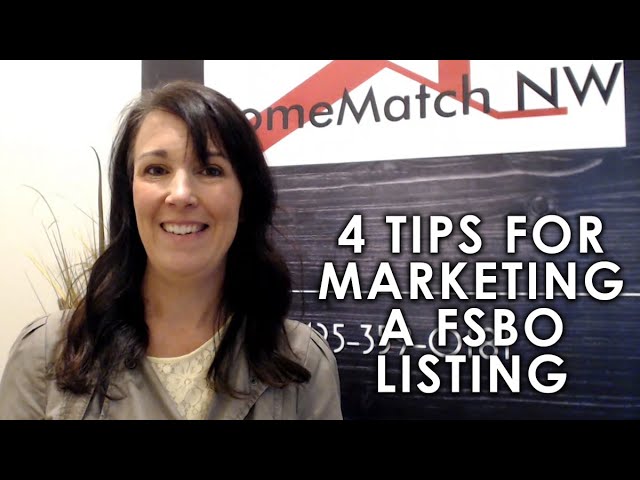 omeMatch NW
4 TIPS FOR
MARKETING
A FSBO
LISTING